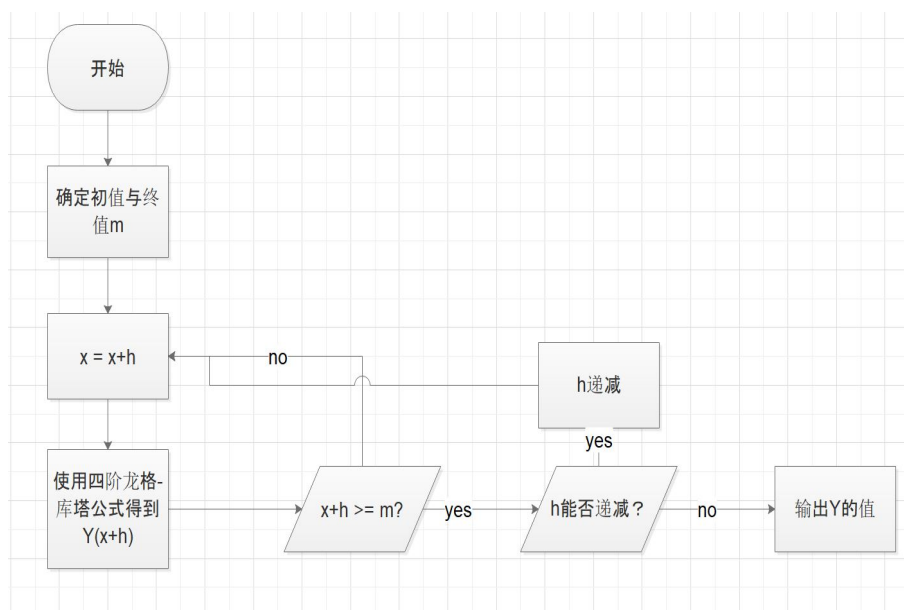 开始
确定初值与终
值m
x = x+h
no
h递减
yes
使用四阶龙格-
库塔公式得到
Y(x+h)
x+h >= m?
yes
h能否递减？
no
输出Y的值